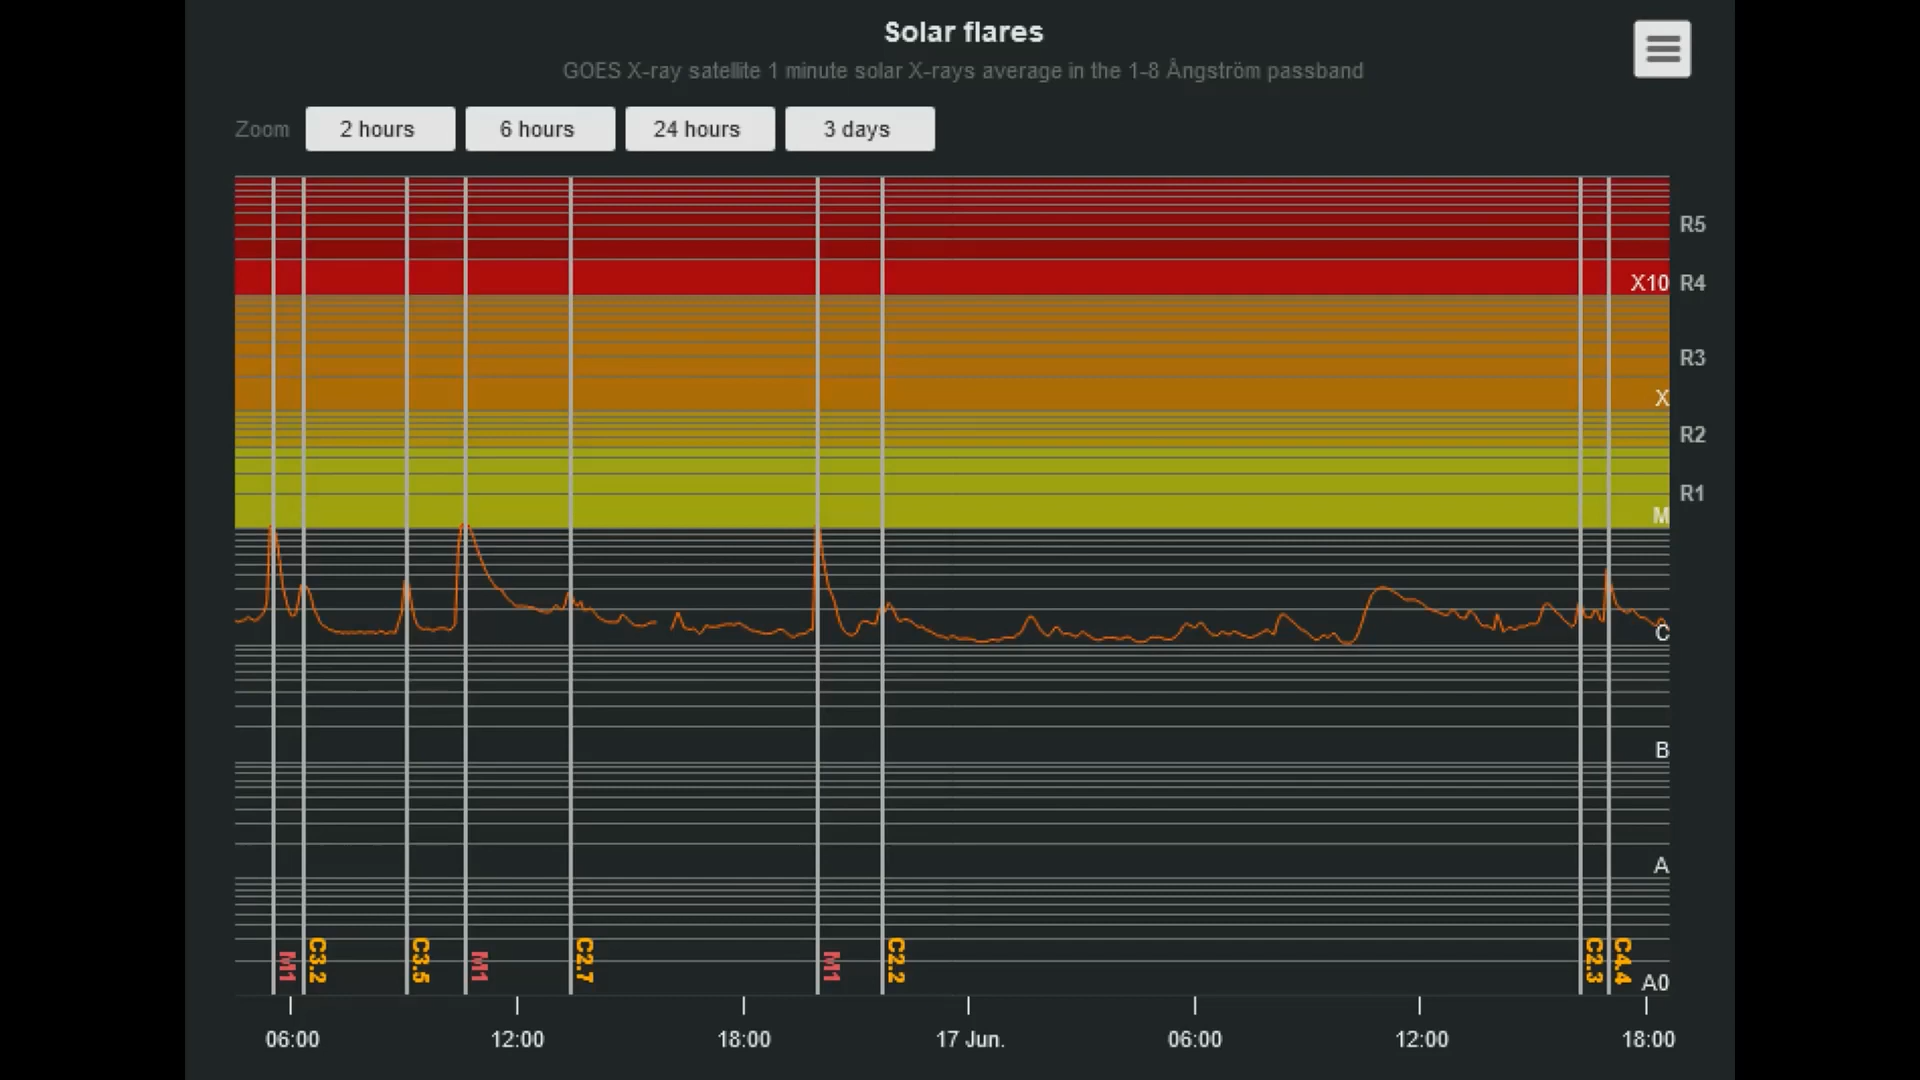 Solar flares
GOES X-ray satellite 1 minute solar X-rays average in the 1-8 Ångström passband
Zoom 2 hours 6 hours 24 hours 3 days
R5
X10 R4
R3
X
R2
R1
M
C
B
A
A0
M1 C3.2 C3.5 M1 C2.7 M1 C2.2 C2.3 C4.4
06:00 12:00 18:00 17 Jun. 06:00 12:00 18:00